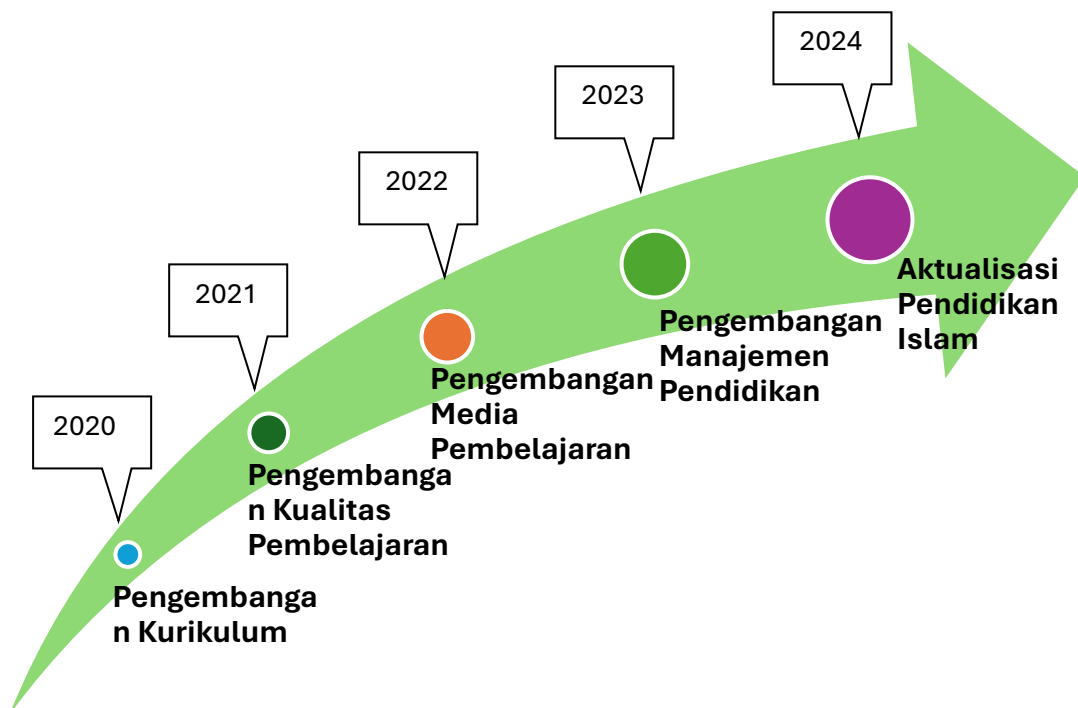 2020
Pengembanga
n Kurikulum
2021
Pengembanga
n Kualitas
Pembelajaran
2022
Pengembangan
Media
Pembelajaran
2023
Pengembangan
Manajemen
Pendidikan
2024
Aktualisasi
Pendidikan
Islam